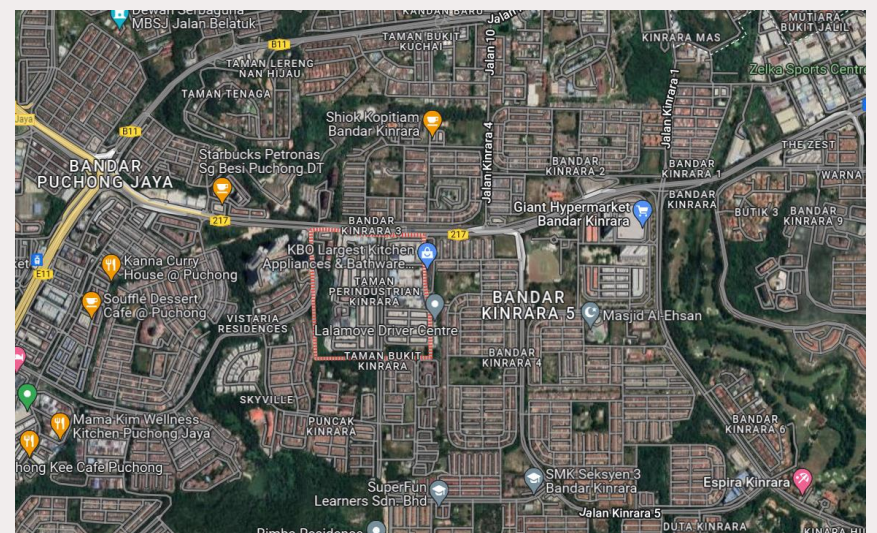 Dewan Serbaguna
MBSJ Jalan Belatuk
KANDAN BARU
Jalan
TAMAN BUKIT
KUCHAI
Jalan 10
KINRARA MAS
MUTIARA
BUKIT JALIL
B11
TAMAN LERENG
NAN HIJAU
TAMAN TENAGA
Zelka Sports Centre
Jalan Kinrara 1
Jaya
B11
Shiok Kopitiam
Bandar Kinrara
Jalan Kinrara 4
THE ZEST
BANDAR
PUCHONG JAYA
Starbucks Petronas
Sg Besi Puchong DT
BANDAR
KINRARA 2
BANDAR
KINRARA 1
WARNA
BANDAR
KINRARA
217
BANDAR
KINRARA 3
217
Giant Hypermarket
Bandar Kinrara
BUTIK 3
BANDAR
KINRARA 9
KBO Largest Kitchen
Appliances & Bathware...
E11
Kanna Curry
House @ Puchong
TAMAN
PERINDUSTRIAN
KINRARA
Souffle Dessert
Cafe @ Puchong
BANDAR
KINRARA 5
Masjid Al-Ehsan
VISTARIA
RESIDENCES
Lalamove Driver Centre
TAMAN BUKIT
KINRARA
BANDAR
KINRARA 4
SKYVILLE
Mama Kim Wellness
Kitchen-Puchong Jaya
PUNCAK
KINRARA
BANDAR
KINRARA 6
hong Kee Cafe Puchong
SuperFun
Learners Sdn. Bhd
SMK Seksyen 3
Bandar Kinrara
Espira Kinrara
Jalan Kinrara 5
DUTA KINRARA
Rimba Residence